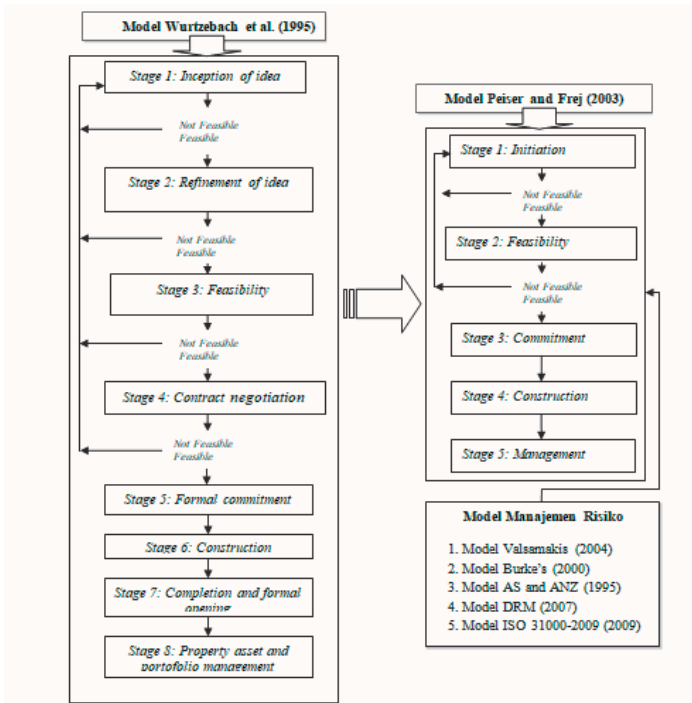 Model Wurtzebach et al. (1995)
Stage 1: Inception of idea
Not Feasible
Feasible
Stage 2: Refinement of idea
Not Feasible
Feasible
Stage 3: Feasibility
Not Feasible
Feasible
Stage 4: Contract negotiation
Not Feasible
Feasible
Stage 5: Formal commitment
Stage 6: Construction
Stage 7: Completion and formal
opening
Stage 8: Property asset and
portofolio management
Model Peiser and Frej (2003)
Stage 1: Initiation
Not Feasible
Feasible
Stage 2: Feasibility
Not Feasible
Feasible
Stage 3: Commitment
Stage 4: Construction
Stage 5: Management
Model Manajemen Risiko
1. Model Valsamakis (2004)
2. Model Burke's (2000)
3. Model AS and ANZ (1995)
4. Model DRM (2007)
5. Model ISO 31000-2009 (2009)